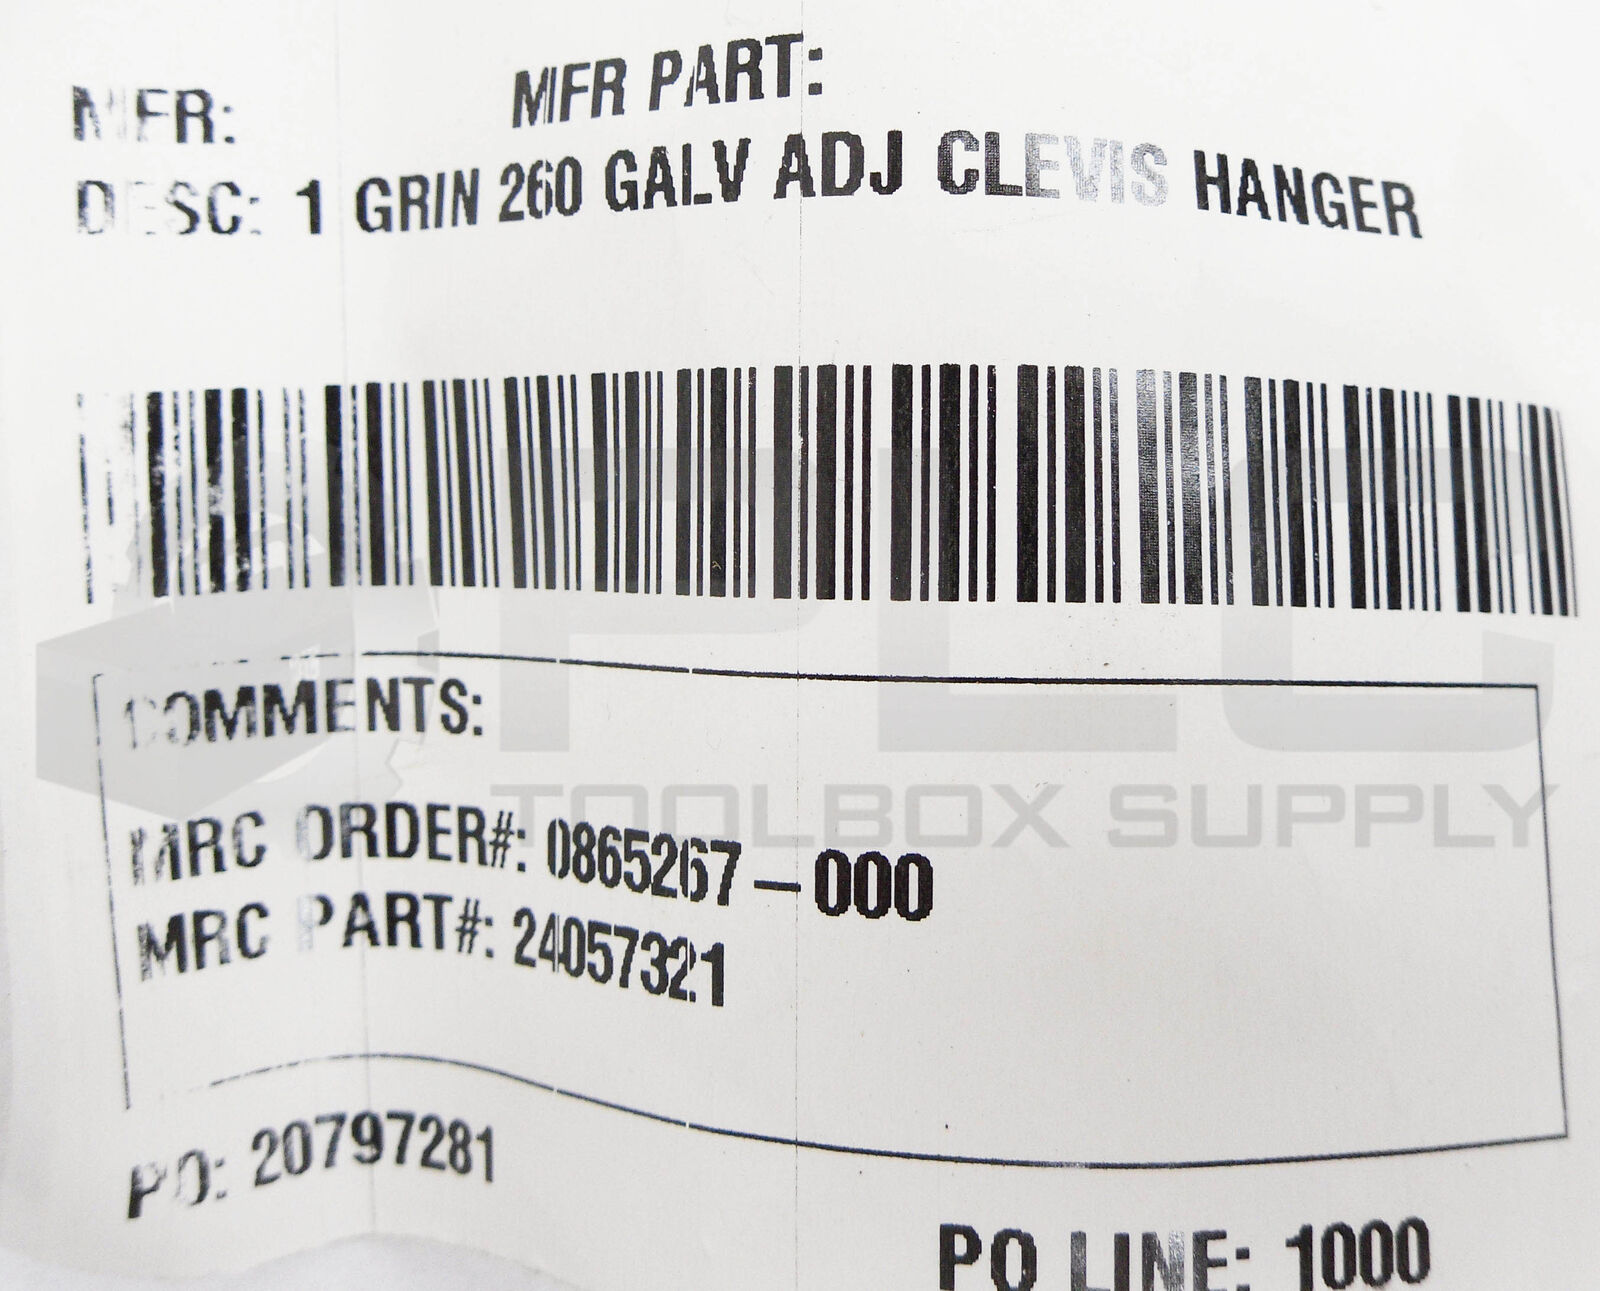 MFR: MFR PART:
DESC: 1 GRIN 260 GALV ADJ CLEVIS HANGER
COMMENTS:
MRC ORDER#: 0865267-000
MRC PART#: 24057321
PO: 20797281
PO LINE: 1000
PLC
TOOLBOX SUPPLY